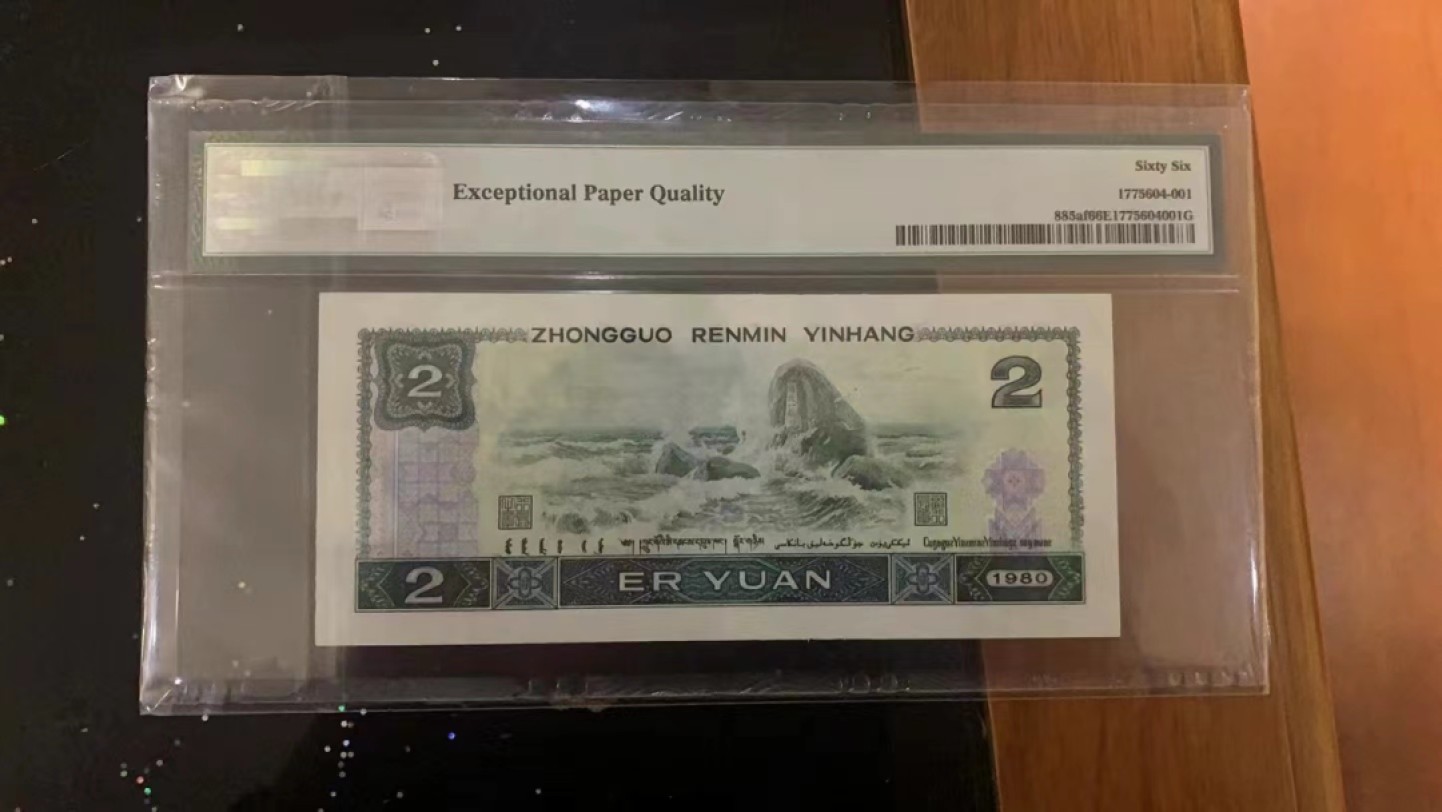 Sixty Six
Exceptional Paper Quality
1775604-001
885af66E1775604001G
ZHONGGUO RENMIN YINHANG
2
2
2
ER YUAN
1980